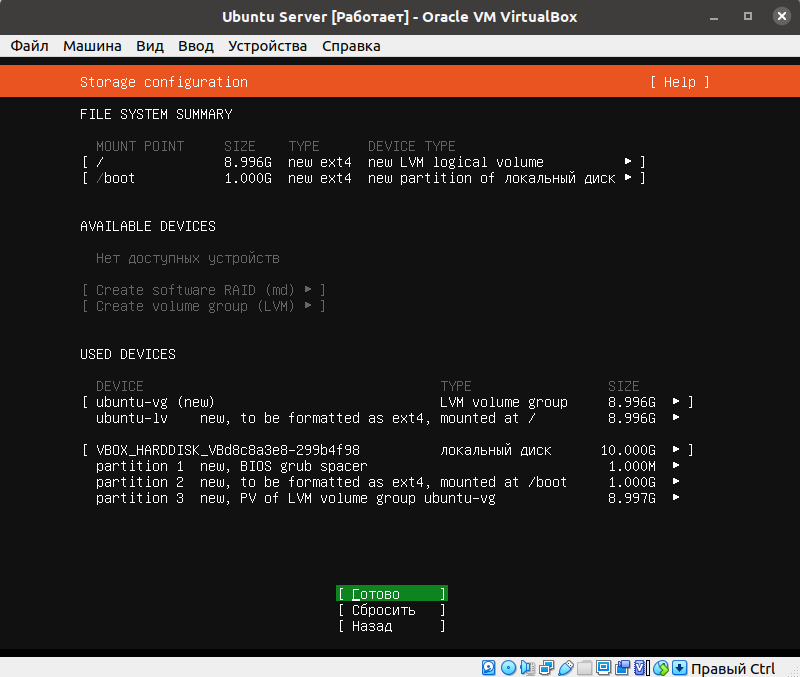 Ubuntu Server [Работает] - Oracle VM VirtualBox
Файл Машина Вид Ввод Устройства Справка
Storage configuration [ Help ]
FILE SYSTEM SUMMARY
MOUNT POINT SIZE TYPE DEVICE TYPE
[ / 8.996G new ext4 new LVM logical volume ▸ ]
[ /boot 1.000G new ext4 new partition of локальный диск ▸ ]
AVAILABLE DEVICES
Нет доступных устройств
[ Create software RAID (md) ▸ ]
[ Create volume group (LVM) ▸ ]
USED DEVICES
DEVICE TYPE SIZE
[ ubuntu-vg (new) LVM volume group 8.996G ▸ ]
ubuntu-lv new, to be formatted as ext4, mounted at / 8.996G ▸
[ VBOX_HARDDISK_VBd8c8a3e8-299b4f98 локальный диск 10.000G ▸ ]
partition 1 new, BIOS grub spacer 1.000M ▸
partition 2 new, to be formatted as ext4, mounted at /boot 1.000G ▸
partition 3 new, PV of LVM volume group ubuntu-vg 8.997G ▸
[ Готово ]
[ Сбросить ]
[ Назад ]
Правый Ctrl